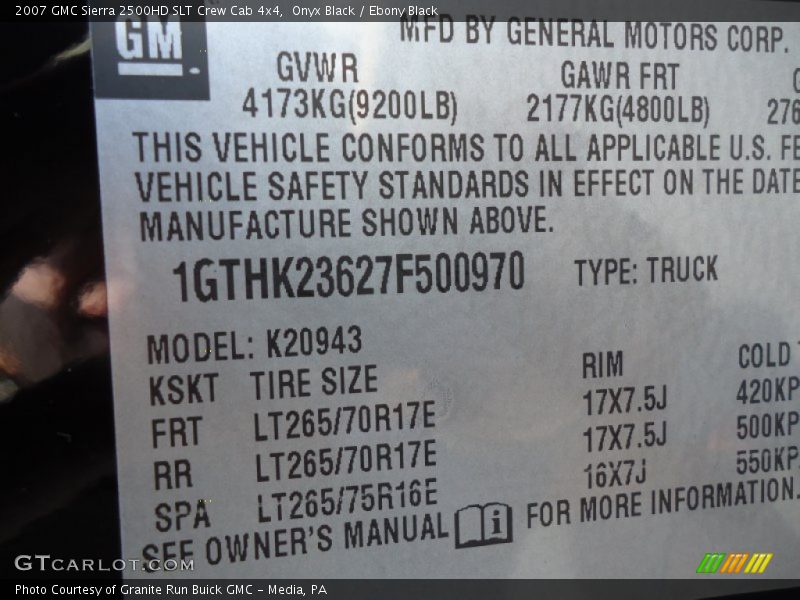 2007 GMC Sierra 2500HD SLT Crew Cab 4x4,  Onyx Black / Ebony Black
GM
MFD BY GENERAL MOTORS CORP.
GVWR GAWR FRT
4173KG(9200LB) 2177KG(4800LB) 276
THIS VEHICLE CONFORMS TO ALL APPLICABLE U.S. FE
VEHICLE SAFETY STANDARDS IN EFFECT ON THE DATE
MANUFACTURE SHOWN ABOVE.
1GTHK23627F500970 TYPE: TRUCK
MODEL: K20943
KSKT TIRE SIZE RIM COLD
FRT LT265/70R17E 17X7.5J 420KP
RR LT265/70R17E 17X7.5J 500KP
SPA LT265/75R16E 16X7J 550KP
SEE OWNER'S MANUAL i FOR MORE INFORMATION.
GTcarlot.com
Photo Courtesy of Granite Run Buick GMC - Media, PA